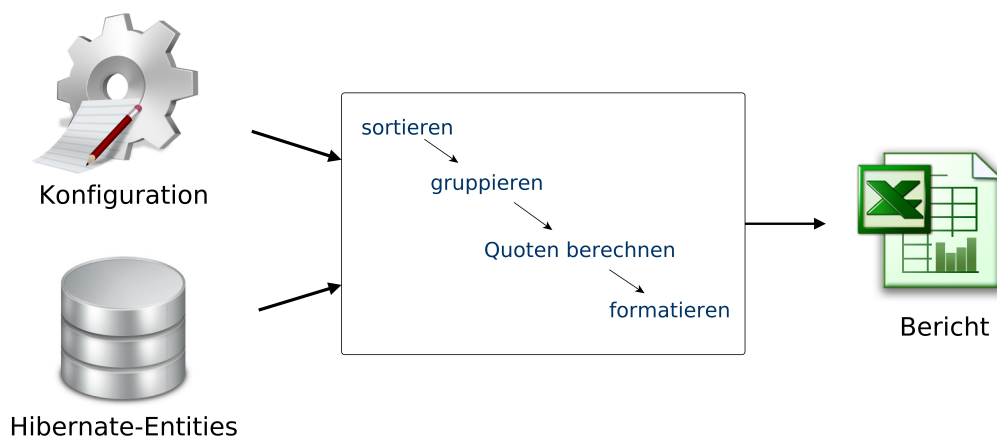 Konfiguration
Hibernate-Entities
sortieren
gruppieren
Quoten berechnen
formatieren
Bericht